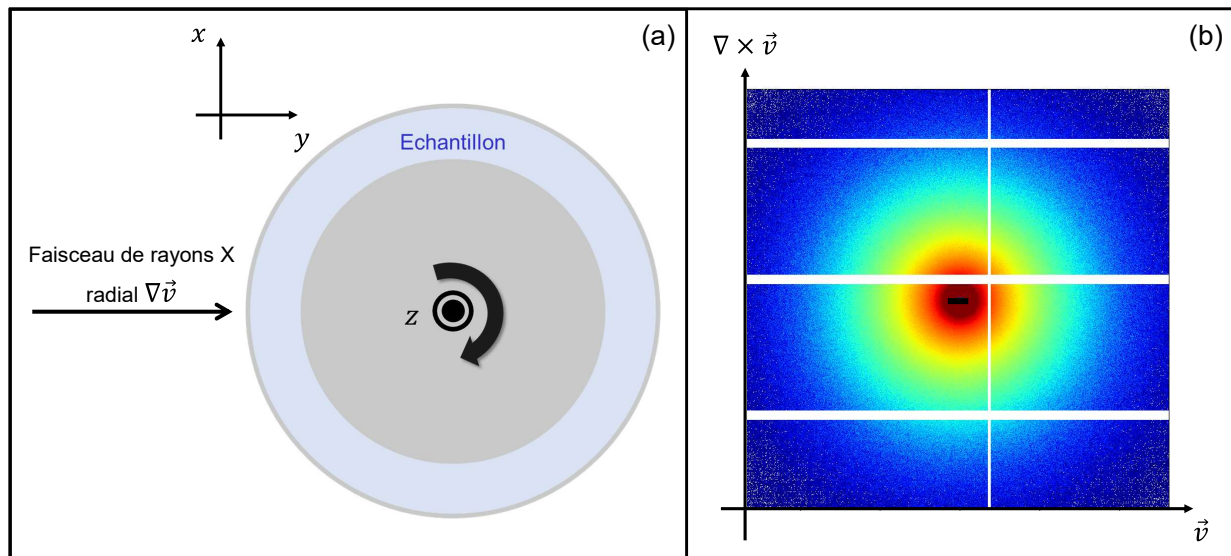 (a)
x
y
Echantillon
Faisceau de rayons X
radial ∇v⃗
z
(b)
∇ × v⃗
v⃗